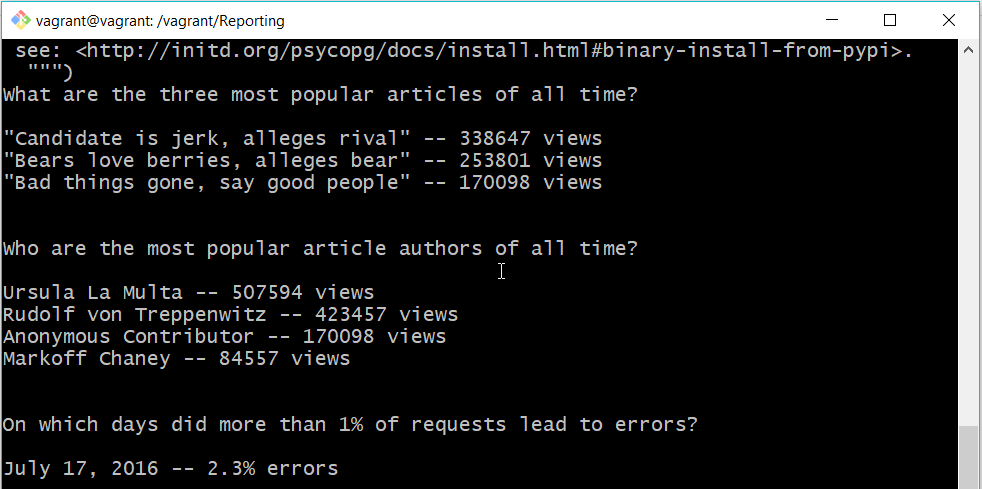 vagrant@vagrant: /vagrant/Reporting
see: <http://initd.org/psycopg/docs/install.html#binary-install-from-pypi>.
""")
What are the three most popular articles of all time?
"Candidate is jerk, alleges rival" -- 338647 views
"Bears love berries, alleges bear" -- 253801 views
"Bad things gone, say good people" -- 170098 views
Who are the most popular article authors of all time?
Ursula La Multa -- 507594 views
Rudolf von Treppenwitz -- 423457 views
Anonymous Contributor -- 170098 views
Markoff Chaney -- 84557 views
On which days did more than 1% of requests lead to errors?
July 17, 2016 -- 2.3% errors